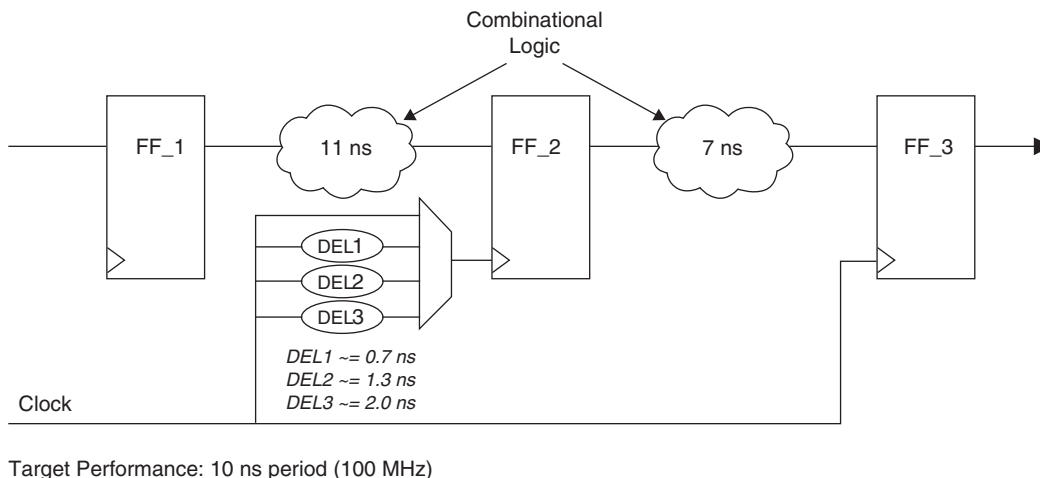 Combinational
Logic
FF_1
11 ns
FF_2
7 ns
FF_3
DEL1
DEL2
DEL3
DEL1 ~= 0.7 ns
DEL2 ~= 1.3 ns
DEL3 ~= 2.0 ns
Clock
Target Performance: 10 ns period (100 MHz)